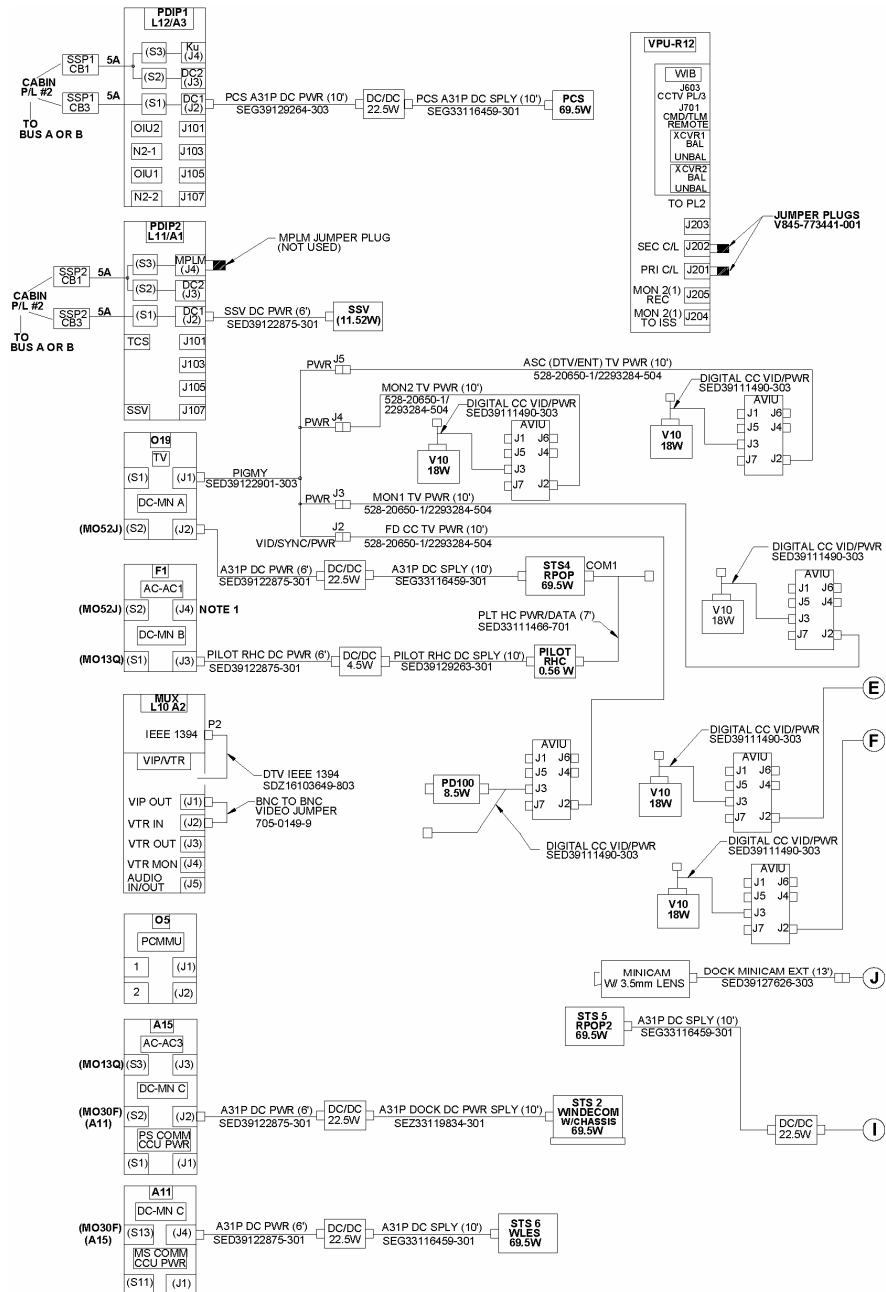 PDIP1
L12/A3
SSP1
CB1
5A
(S3)
Ku
(J4)
(S2)
DC2
(J3)
CABIN
P/L #2
SSP1
CB3
5A
(S1)
DC1
(J2)
PCS A31P DC PWR (10')
SEG39129264-303
DC/DC
22.5W
PCS A31P DC SPLY (10')
SEG33116459-301
PCS
69.5W
TO
BUS A OR B
OIU2
J101
N2-1
J103
OIU1
J105
N2-2
J107
VPU-R12
WIB
J603
CCTV PL/3
J701
CMD/TLM
REMOTE
XCVR1
BAL
UNBAL
XCVR2
BAL
UNBAL
TO PL2
J203
SEC C/L
J202
PRI C/L
J201
JUMPER PLUGS
V845-773441-001
MON 2(1)
REC
J205
MON 2(1)
TO ISS
J204
PDIP2
L11/A1
MPLM JUMPER PLUG
(NOT USED)
SSP2
CB1
5A
(S3)
MPLM
(J4)
(S2)
DC2
(J3)
CABIN
P/L #2
SSP2
CB3
5A
(S1)
DC1
(J2)
SSV DC PWR (6')
SED39122875-301
SSV
(11.52W)
TO
BUS A OR B
TCS
J101
J103
J105
SSV
J107
PWR
J5
ASC (DTV/ENT) TV PWR (10')
528-20650-1/2293284-504
DIGITAL CC VID/PWR
SED39111490-303
V10
18W
AVIU
J1
J6
J5
J4
J3
J7
J2
PWR
J4
MON2 TV PWR (10')
528-20650-1/
2293284-504
DIGITAL CC VID/PWR
SED39111490-303
V10
18W
AVIU
J1
J6
J5
J4
J3
J7
J2
O19
TV
(S1)
(J1)
PIGMY
SED39122901-303
DC-MN A
(MO52J)
(S2)
(J2)
PWR
J3
MON1 TV PWR (10')
528-20650-1/2293284-504
VID/SYNC/PWR
J2
FD CC TV PWR (10')
528-20650-1/2293284-504
A31P DC PWR (6')
SED39122875-301
DC/DC
22.5W
A31P DC SPLY (10')
SEG33116459-301
STS4
RPOP
69.5W
COM1
DIGITAL CC VID/PWR
SED39111490-303
V10
18W
AVIU
J1
J6
J5
J4
J3
J7
J2
F1
AC-AC1
(MO52J)
(S2)
(J4)
NOTE 1
DC-MN B
PLT HC PWR/DATA (7')
SED33111466-701
(MO13Q)
(S1)
(J3)
PILOT RHC DC PWR (6')
SED39122875-301
DC/DC
4.5W
PILOT RHC DC SPLY (10')
SED39129263-301
PILOT
RHC
0.56 W
E
F
MUX
L10 A2
IEEE 1394
P2
VIP/VTR
DTV IEEE 1394
SDZ16103649-803
VIP OUT
(J1)
VTR IN
(J2)
BNC TO BNC
VIDEO JUMPER
705-0149-9
VTR OUT
(J3)
VTR MON
(J4)
AUDIO
IN/OUT
(J5)
PD100
8.5W
AVIU
J1
J6
J5
J4
J3
J7
J2
DIGITAL CC VID/PWR
SED39111490-303
DIGITAL CC VID/PWR
SED39111490-303
V10
18W
AVIU
J1
J6
J5
J4
J3
J7
J2
DIGITAL CC VID/PWR
SED39111490-303
V10
18W
AVIU
J1
J6
J5
J4
J3
J7
J2
O5
PCMMU
1
(J1)
2
(J2)
MINICAM
W/ 3.5mm LENS
DOCK MINICAM EXT (13')
SED39127626-303
J
STS 5
RPOP2
69.5W
A31P DC SPLY (10')
SEG33116459-301
DC/DC
22.5W
I
A15
AC-AC3
(MO13Q)
(S3)
(J3)
DC-MN C
(MO30F)
(A11)
(S2)
(J2)
A31P DC PWR (6')
SED39122875-301
DC/DC
22.5W
A31P DOCK DC PWR SPLY (10')
SEZ33119834-301
STS 2
WINDECOM
W/CHASSIS
69.5W
PS COMM
CCU PWR
(S1)
(J1)
A11
DC-MN C
(MO30F)
(A15)
(S13)
(J4)
A31P DC PWR (6')
SED39122875-301
DC/DC
22.5W
A31P DC SPLY (10')
SEG33116459-301
STS 6
WLES
69.5W
MS COMM
CCU PWR
(S11)
(J1)